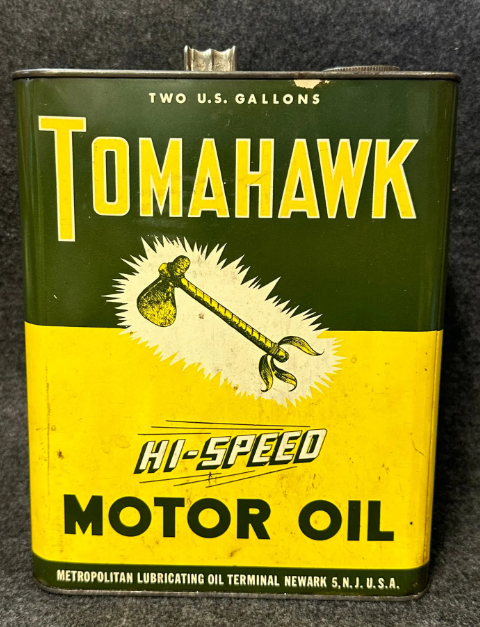 TWO U.S. GALLONS
TOMAHAWK
HI-SPEED
MOTOR OIL
METROPOLITAN LUBRICATING OIL TERMINAL NEWARK 5, N. J. U. S. A.